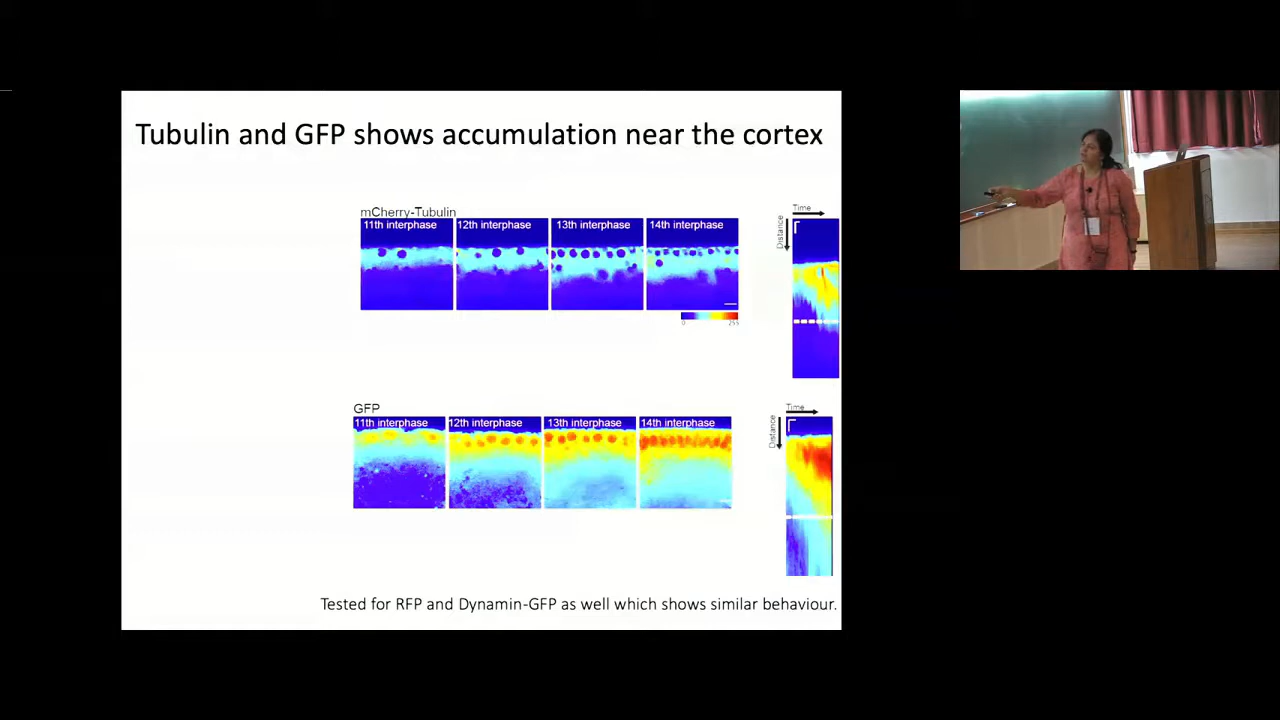 Tubulin and GFP shows accumulation near the cortex
mCherry-Tubulin
11th interphase
12th interphase
13th interphase
14th interphase
0
255
Time
Distance
GFP
11th interphase
12th interphase
13th interphase
14th interphase
Time
Distance
Tested for RFP and Dynamin-GFP as well which shows similar behaviour.